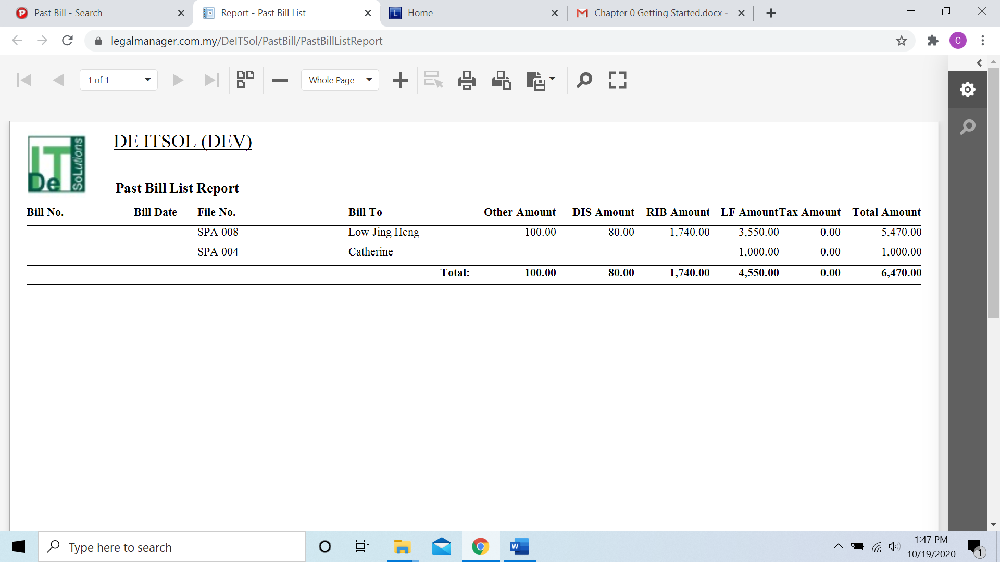 Past Bill - Search
Report - Past Bill List
Home
Chapter 0 Getting Started.docx -
legalmanager.com.my/DeITSol/PastBill/PastBillListReport
C
1 of 1
Whole Page
IT
De
SoLutions
DE ITSOL (DEV)
Past Bill List Report
Bill No. Bill Date File No. Bill To Other Amount DIS Amount RIB Amount LF Amount Tax Amount Total Amount
SPA 008 Low Jing Heng 100.00 80.00 1,740.00 3,550.00 0.00 5,470.00
SPA 004 Catherine 1,000.00 0.00 1,000.00
Total: 100.00 80.00 1,740.00 4,550.00 0.00 6,470.00
Type here to search
1:47 PM
10/19/2020
1